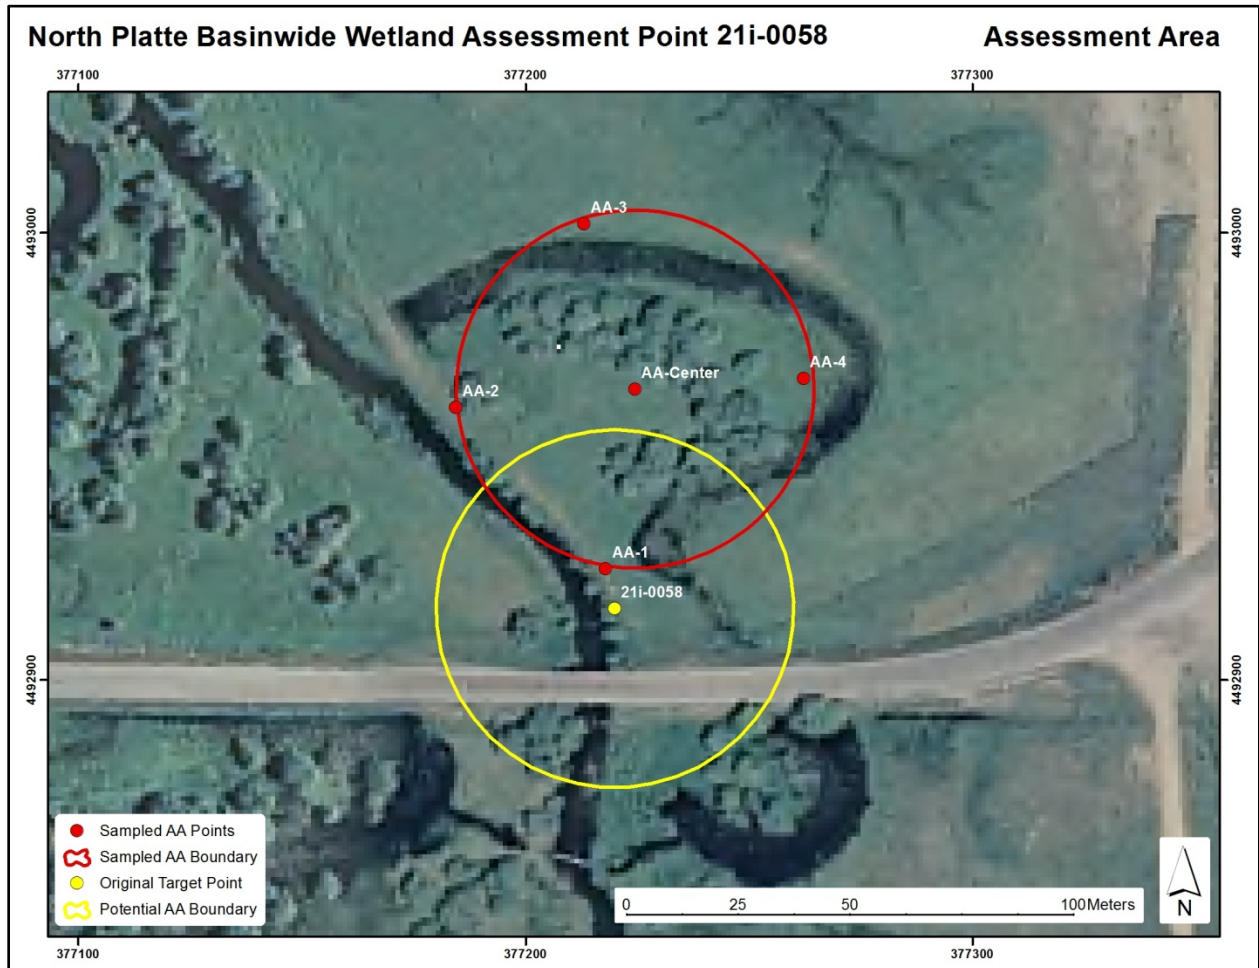 North Platte Basinwide Wetland Assessment Point 21i-0058 Assessment Area
377100 377200 377300
4493000 4493000
AA-3
AA-4
AA-Center
AA-2
AA-1
21i-0058
4492900 4492900
Sampled AA Points
Sampled AA Boundary
Original Target Point
Potential AA Boundary
0 25 50 100 Meters
N
377100 377200 377300